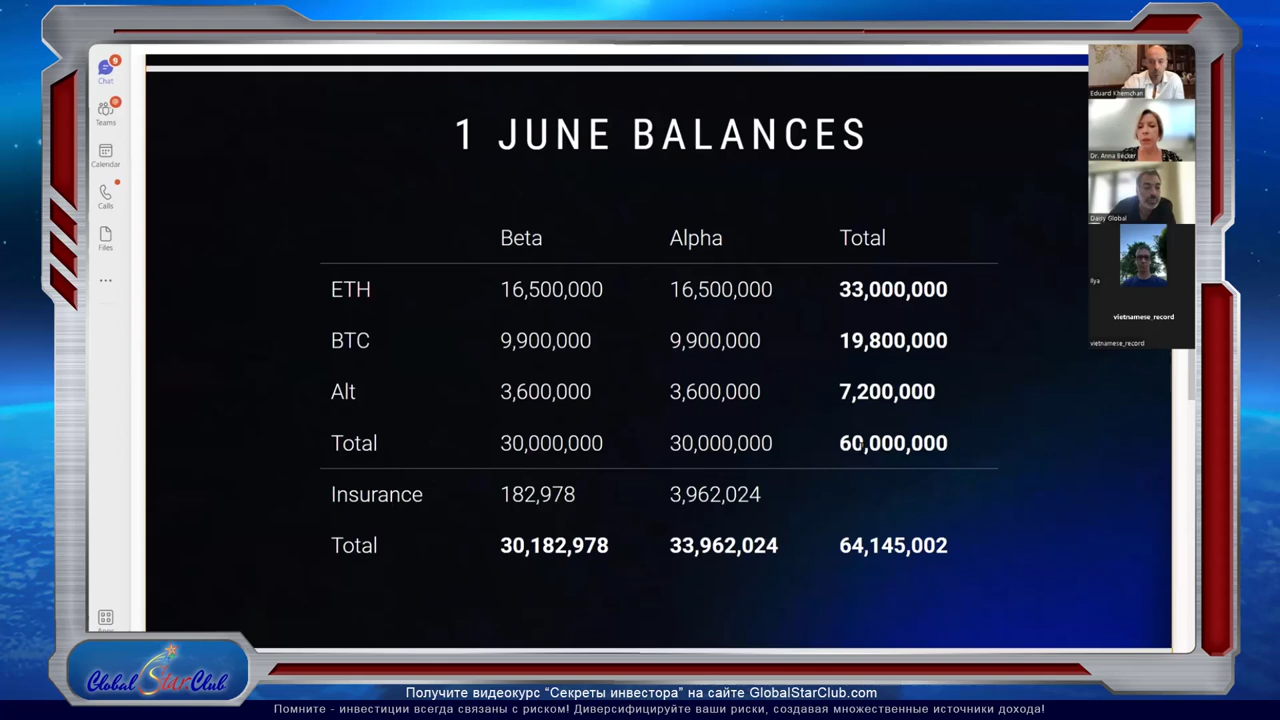 9
Chat
Teams
Calendar
Calls
Files
1 JUNE BALANCES
Beta Alpha Total
ETH 16,500,000 16,500,000 33,000,000
BTC 9,900,000 9,900,000 19,800,000
Alt 3,600,000 3,600,000 7,200,000
Total 30,000,000 30,000,000 60,000,000
Insurance 182,978 3,962,024
Total 30,182,978 33,962,024 64,145,002
Eduard Khemchan
Dr. Anna Becker
Daisy Global
Ilya
vietnamese_record
vietnamese_record
Global Star Club
Получите видеокурс “Секреты инвестора” на сайте GlobalStarClub.com
Помните - инвестиции всегда связаны с риском! Диверсифицируйте ваши риски, создавая множественные источники дохода!